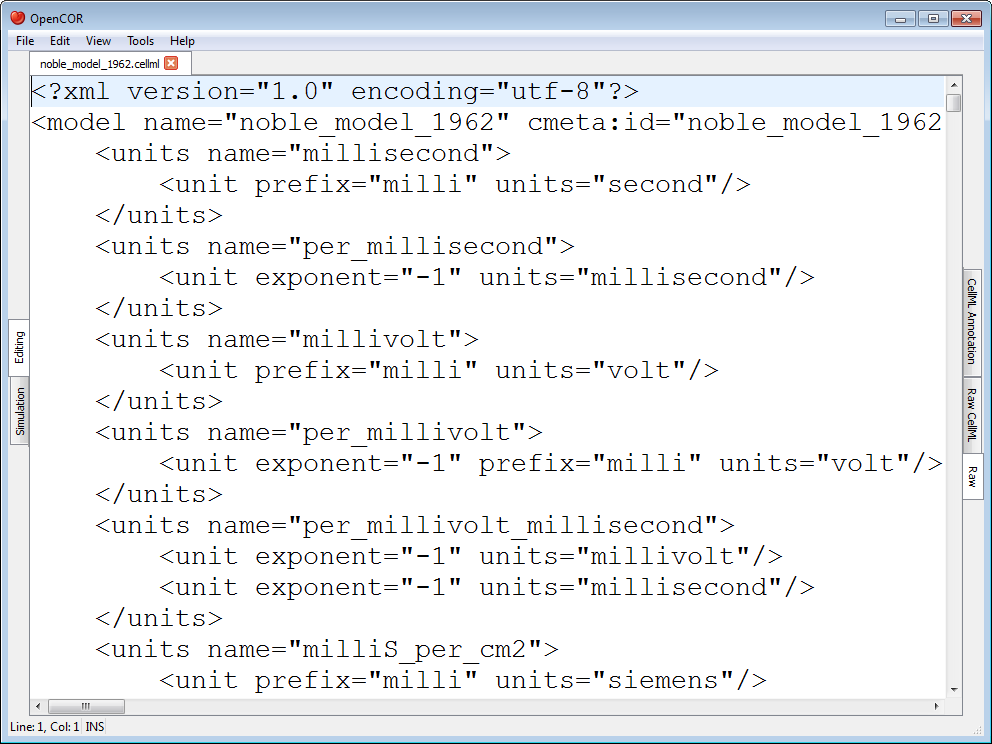 OpenCOR
File Edit View Tools Help
noble_model_1962.cellml
<?xml version="1.0" encoding="utf-8"?>
<model name="noble_model_1962" cmeta:id="noble_model_1962
    <units name="millisecond">
        <unit prefix="milli" units="second"/>
    </units>
    <units name="per_millisecond">
        <unit exponent="-1" units="millisecond"/>
    </units>
    <units name="millivolt">
        <unit prefix="milli" units="volt"/>
    </units>
    <units name="per_millivolt">
        <unit exponent="-1" prefix="milli" units="volt"/>
    </units>
    <units name="per_millivolt_millisecond">
        <unit exponent="-1" units="millivolt"/>
        <unit exponent="-1" units="millisecond"/>
    </units>
    <units name="milliS_per_cm2">
        <unit prefix="milli" units="siemens"/>
Editing
Simulation
CellML Annotation
Raw CellML
Raw
Line: 1, Col: 1 INS